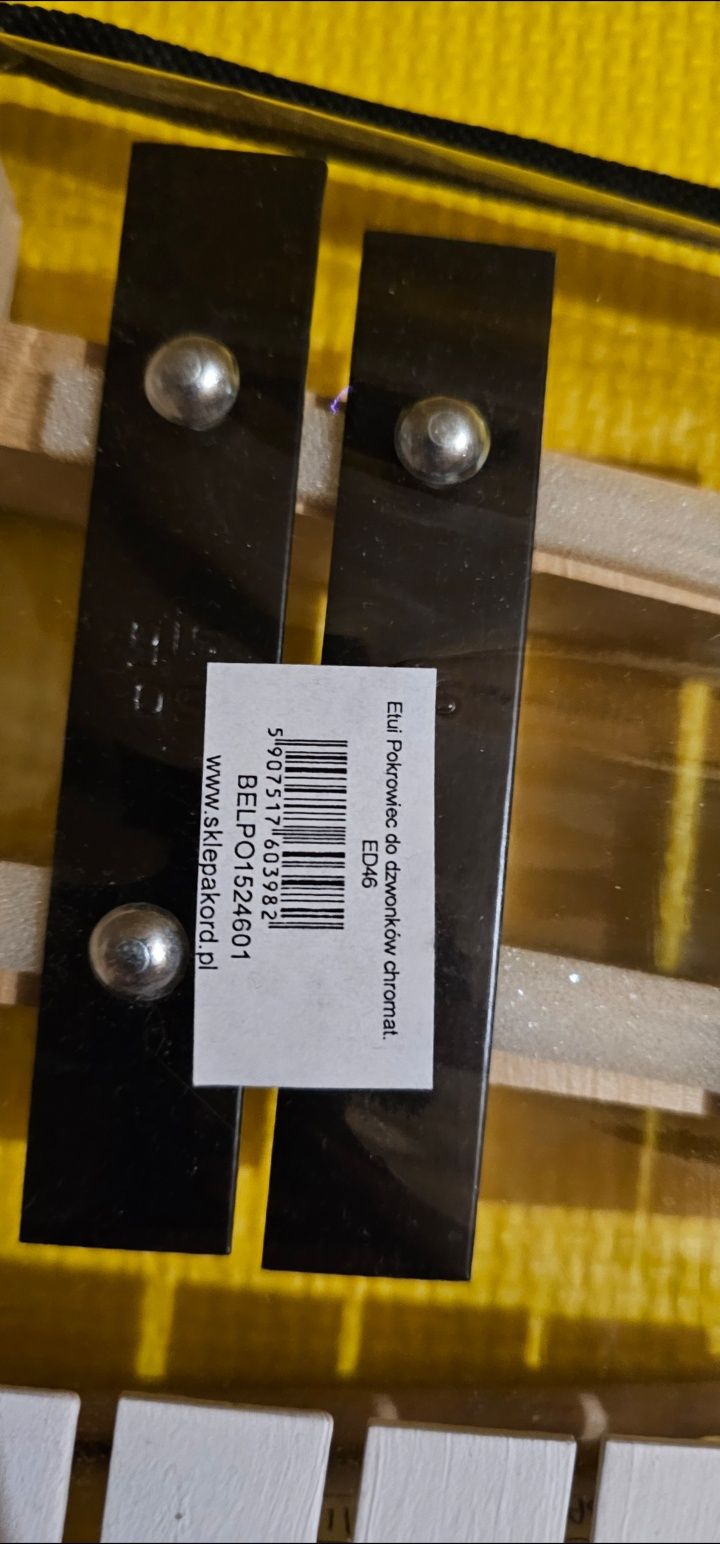 Etui Pokrowiec do dzwonków chromat.
ED46
5907517603982
BELPO1524601
www.sklepakord.pl